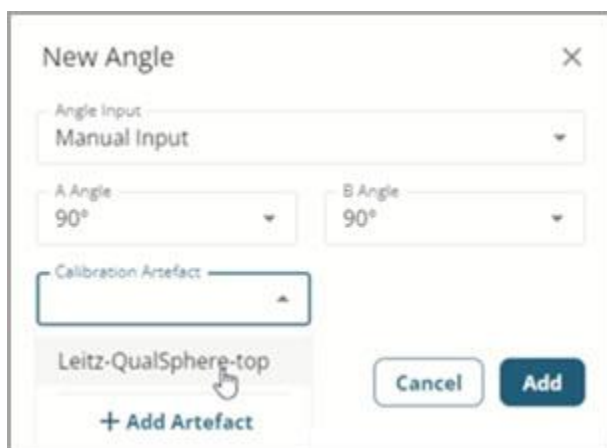 New Angle
Angle Input
Manual Input
A Angle
B Angle
90°
90°
Calibration Artefact
Leitz-QualSphere-top
Cancel
Add
+ Add Artefact